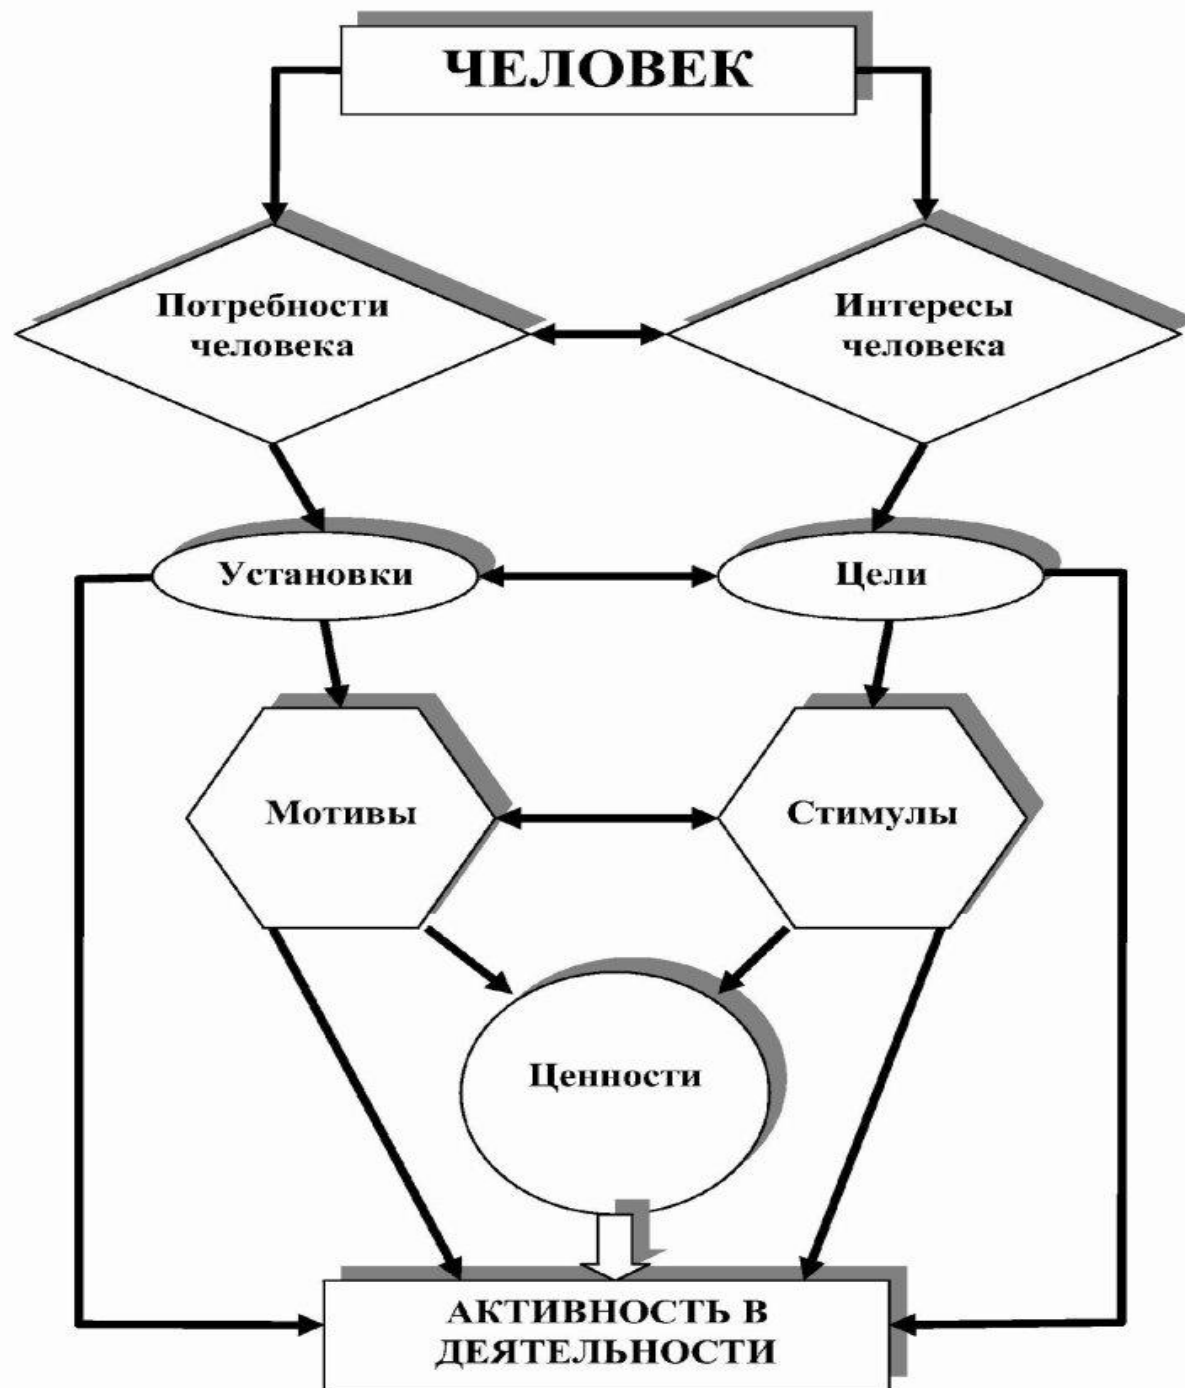 ЧЕЛОВЕК
Потребности
человека
Интересы
человека
Установки
Цели
Мотивы
Стимулы
Ценности
АКТИВНОСТЬ В
ДЕЯТЕЛЬНОСТИ